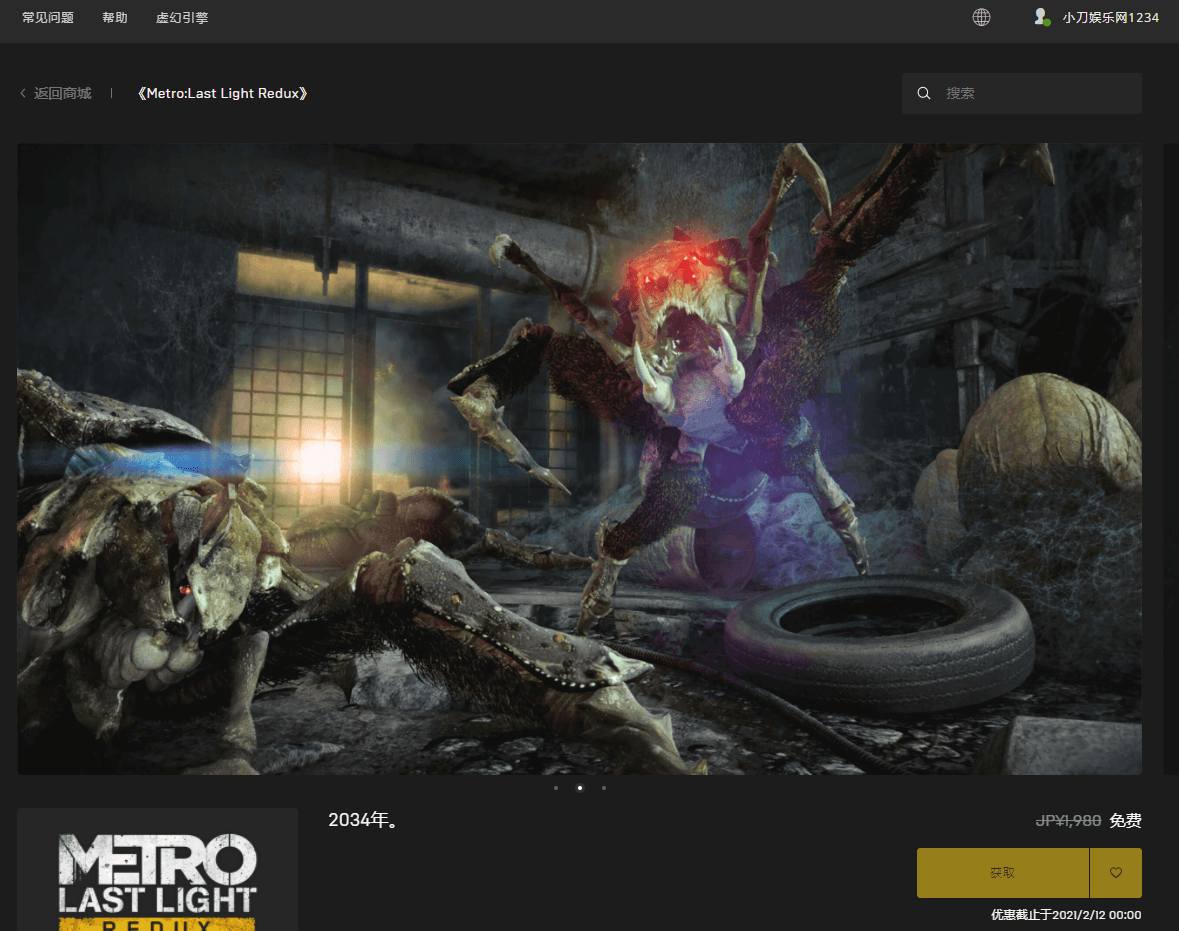 常见问题 帮助 虚幻引擎 小刀娱乐网1234
返回商城 《Metro:Last Light Redux》 搜索
2034年。 JP¥1,980 免费
METRO
LAST LIGHT
REDUX
获取
优惠截止于2021/2/12 00:00